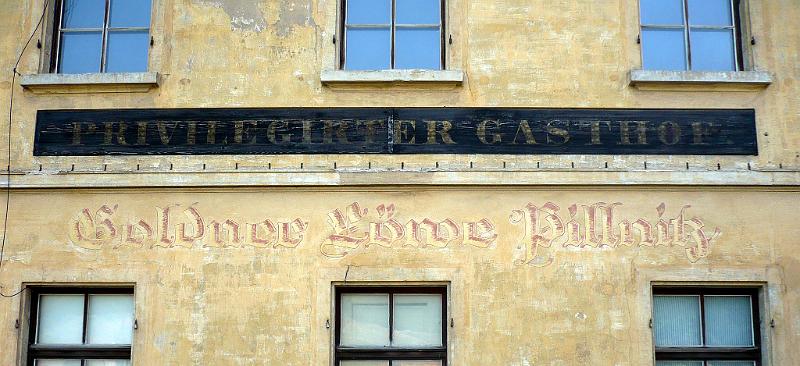 PRIVILEGIRTER GASTHOF
Goldner Löwe Pillnitz